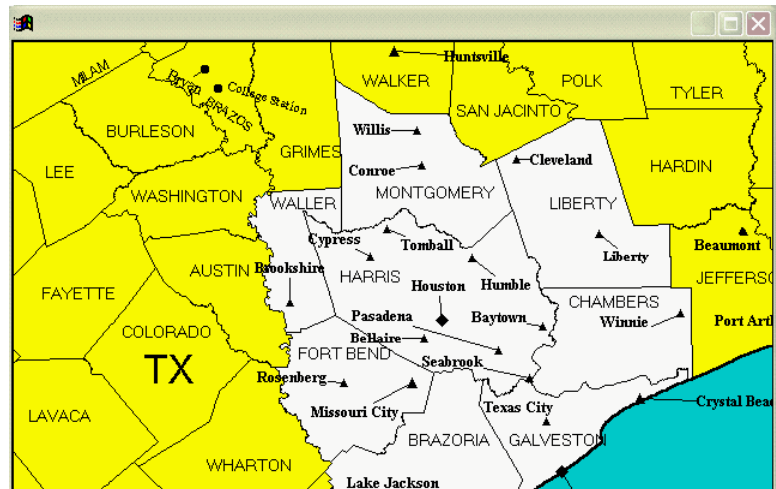 Huntsville
MILAM
Bryan
College Station
WALKER
POLK
TYLER
BRAZOS
SAN JACINTO
BURLESON
Willis
GRIMES
Cleveland
LEE
Conroe
HARDIN
WASHINGTON
WALLER
MONTGOMERY
LIBERTY
Cypress
Tomball
Beaumont
Liberty
AUSTIN
Brookshire
HARRIS
Humble
JEFFERSO
FAYETTE
Houston
CHAMBERS
COLORADO
Pasadena
Baytown
Winnie
Port Art
Bellaire
FORT BEND
Seabrook
TX
Rosenberg
Missouri City
Texas City
Crystal Bea
LAVACA
BRAZORIA
GALVESTON
WHARTON
Lake Jackson